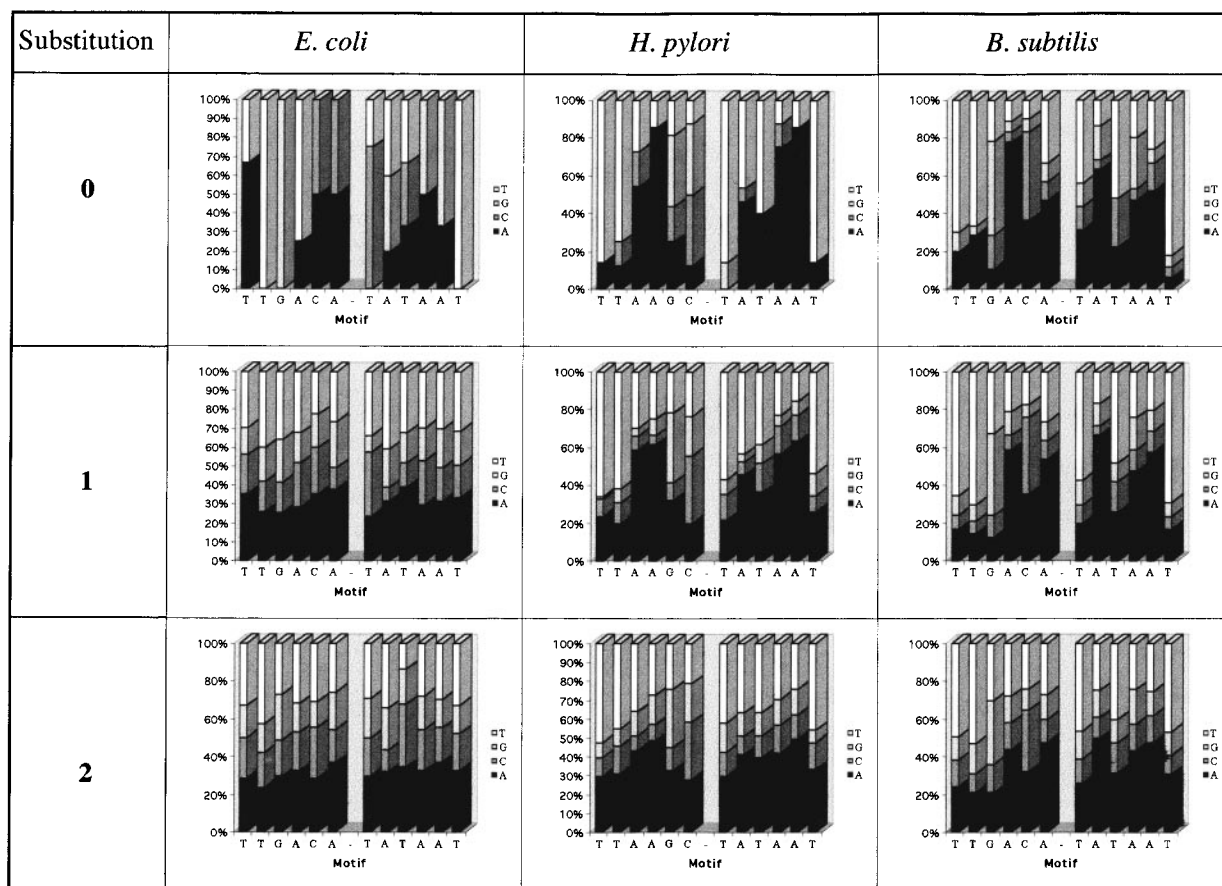 Substitution E. coli H. pylori B. subtilis
0
100%
90%
80%
70%
60%
50%
40%
30%
20%
10%
0%
T T G A C A - T A T A A T
Motif
T
G
C
A
100%
80%
60%
40%
20%
0%
T T A A G C - T A T A A T
Motif
T
G
C
A
100%
80%
60%
40%
20%
0%
T T G A C A - T A T A A T
Motif
T
G
C
A
1
100%
90%
80%
70%
60%
50%
40%
30%
20%
10%
0%
T T G A C A - T A T A A T
Motif
T
G
C
A
100%
80%
60%
40%
20%
0%
T T A A G C - T A T A A T
Motif
T
G
C
A
100%
80%
60%
40%
20%
0%
T T G A C A - T A T A A T
Motif
T
G
C
A
2
100%
80%
60%
40%
20%
0%
T T G A C A - T A T A A T
Motif
T
G
C
A
100%
90%
80%
70%
60%
50%
40%
30%
20%
10%
0%
T T A A G C - T A T A A T
Motif
T
G
C
A
100%
80%
60%
40%
20%
0%
T T G A C A - T A T A A T
Motif
T
G
C
A